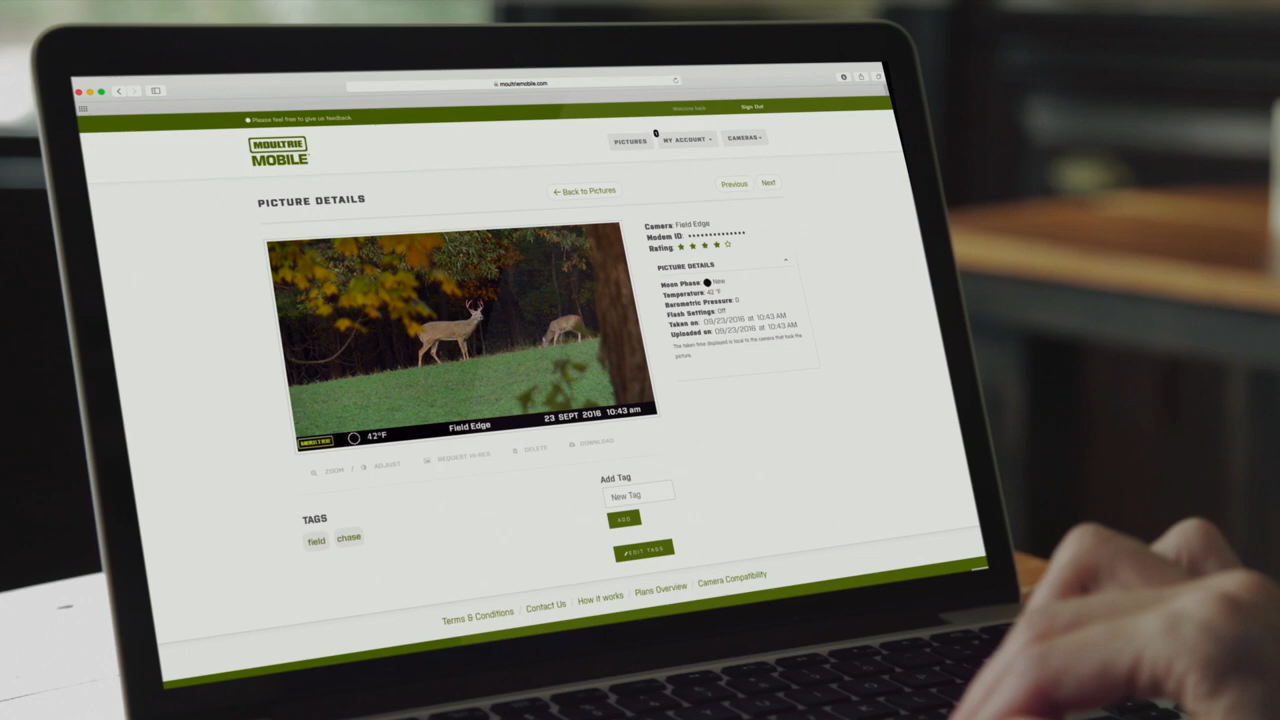 moultriemobile.com
Please feel free to give us feedback.
Welcome back
Sign Out
MOULTRIE
MOBILE
PICTURES
1
MY ACCOUNT
CAMERAS
PICTURE DETAILS
← Back to Pictures
Previous
Next
Camera: Field Edge
Modem ID: ••••••••••••••
Rating: ★ ★ ★ ★ ☆
PICTURE DETAILS
Moon Phase: New
Temperature: 42 °F
Barometric Pressure: 0
Flash Settings: Off
Taken on: 09/23/2016 at 10:43 AM
Uploaded on: 09/23/2016 at 10:43 AM
The taken time displayed is local to the camera that took the
picture.
MOULTRIE 42°F Field Edge 23 SEPT 2016 10:43 am
ZOOM / ADJUST REQUEST HI-RES DELETE DOWNLOAD
TAGS
field chase
Add Tag
New Tag
ADD
EDIT TAGS
Terms & Conditions / Contact Us / How it works / Plans Overview / Camera Compatibility